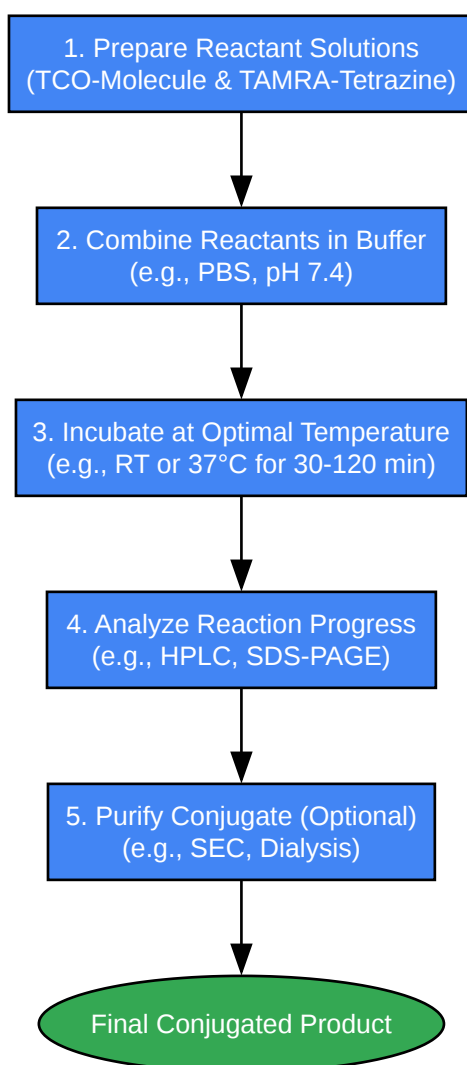 1. Prepare Reactant Solutions
(TCO-Molecule & TAMRA-Tetrazine)
2. Combine Reactants in Buffer
(e.g., PBS, pH 7.4)
3. Incubate at Optimal Temperature
(e.g., RT or 37°C for 30-120 min)
4. Analyze Reaction Progress
(e.g., HPLC, SDS-PAGE)
5. Purify Conjugate (Optional)
(e.g., SEC, Dialysis)
Final Conjugated Product